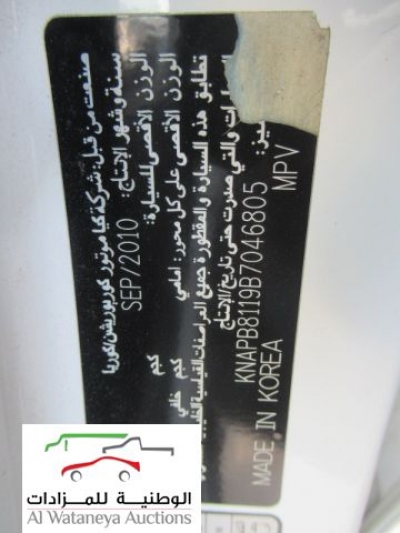 صنعت من قبل: شركة كيا موتور كوربوريشن/كوريا
سنة وشهر الإنتاج: SEP/2010
الوزن الأقصى للسيارة: كجم
الوزن الأقصى على كل محور: امامي كجم خلفي كجم
تطابق هذه السيارة و المقطورة جميع المواصفات القياسية
والتي صدرت حتى تاريخ الإنتاج
KNAPB8119B7046805
MPV
MADE IN KOREA
الوطنية للمزادات
Al Wataneya Auctions